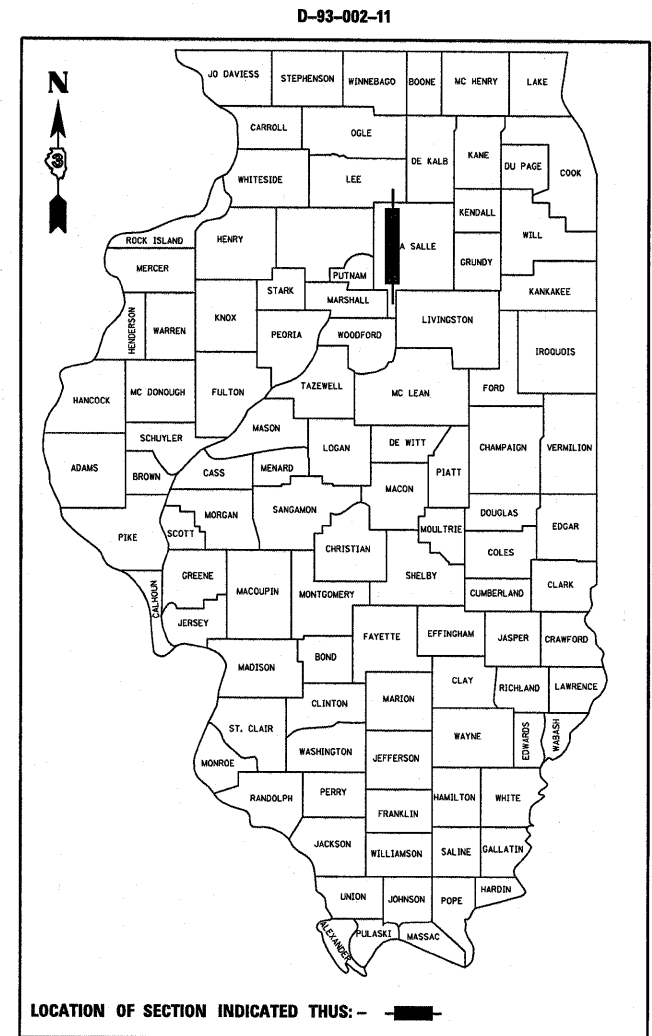 D-93-002-11
N
JO DAVIESS STEPHENSON WINNEBAGO BOONE MC HENRY LAKE
CARROLL OGLE
DE KALB KANE DU PAGE COOK
WHITESIDE LEE
KENDALL
ROCK ISLAND HENRY A SALLE WILL
MERCER PUTNAM GRUNDY
STARK MARSHALL KANKAKEE
HENDERSON WARREN KNOX PEORIA WOODFORD LIVINGSTON
IROQUOIS
HANCOCK MC DONOUGH FULTON TAZEWELL MC LEAN FORD
MASON
SCHUYLER LOGAN DE WITT CHAMPAIGN VERMILION
ADAMS BROWN CASS MENARD PIATT
MACON
MORGAN SANGAMON DOUGLAS
PIKE SCOTT MOULTRIE EDGAR
CHRISTIAN COLES
GREENE SHELBY
CALHOUN MACOUPIN MONTGOMERY CUMBERLAND CLARK
JERSEY
FAYETTE EFFINGHAM JASPER CRAWFORD
MADISON BOND
CLAY RICHLAND LAWRENCE
CLINTON MARION
ST. CLAIR WAYNE EDWARDS WABASH
WASHINGTON JEFFERSON
MONROE
RANDOLPH PERRY HAMILTON WHITE
FRANKLIN
JACKSON WILLIAMSON SALINE GALLATIN
UNION JOHNSON POPE HARDIN
ALEXANDER PULASKI MASSAC
LOCATION OF SECTION INDICATED THUS: -